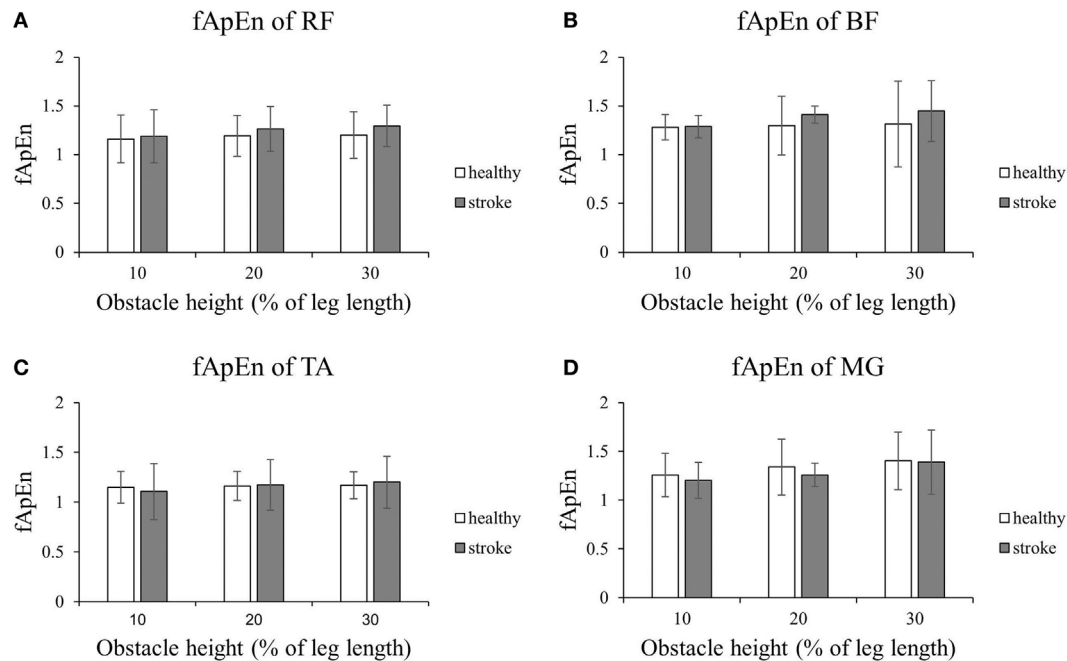 A
fApEn of RF
2
1.5
1
0.5
0
fApEn
10 20 30
Obstacle height (% of leg length)
healthy
stroke
B
fApEn of BF
2
1.5
1
0.5
0
fApEn
10 20 30
Obstacle height (% of leg length)
healthy
stroke
C
fApEn of TA
2
1.5
1
0.5
0
fApEn
10 20 30
Obstacle height (% of leg length)
healthy
stroke
D
fApEn of MG
2
1.5
1
0.5
0
fApEn
10 20 30
Obstacle height (% of leg length)
healthy
stroke